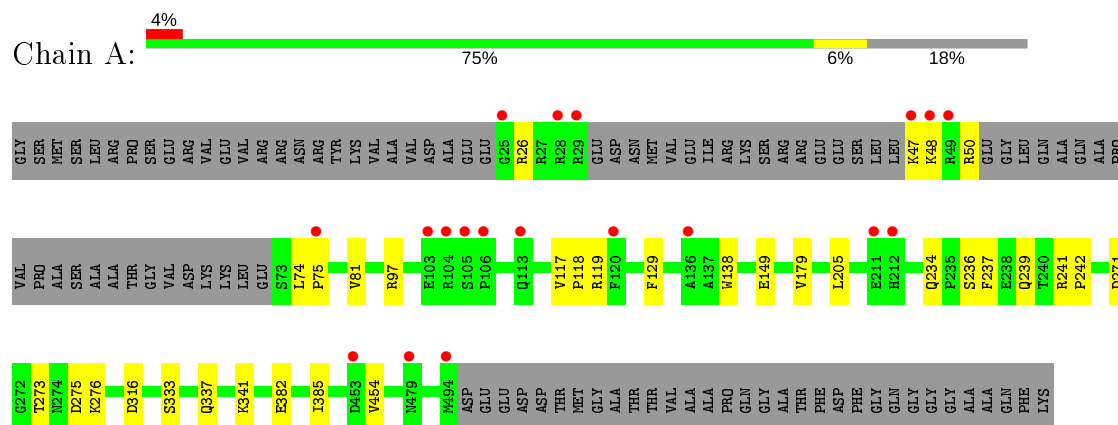 4%
Chain A:
75% 6% 18%
GLY SER MET SER LEU ARG PRO SER GLU ARG VAL GLU VAL ARG ARG ASN ARG TYR LYS VAL ALA VAL ASP ALA GLU GLU G25 R26 R27 R28 R29 GLU ASP ASN MET VAL GLU ILE ARG LYS SER ARG ARG GLU GLU SER LEU LEU K47 K48 R49 R50 GLU GLY LEU GLN ALA GLN ALA PRO
VAL PRO ALA SER ALA ALA THR GLY VAL ASP LYS LYS LEU GLU S73 L74 P75 V81 R97 E103 R104 S105 P106 Q113 V117 P118 R119 F120 F129 A136 A137 W138 E149 V179 L205 E211 H212 Q234 P235 S236 F237 E238 Q239 T240 R241 P242 D271
G272 T273 N274 D275 K276 D316 S333 Q337 K341 E382 I385 D453 V454 N479 M494 ASP GLU GLU ASP ASP THR MET GLY ALA THR THR VAL ALA ALA PRO GLN GLY ALA THR PHE ASP PHE GLY GLN GLY GLY GLY ALA ALA GLN PHE LYS